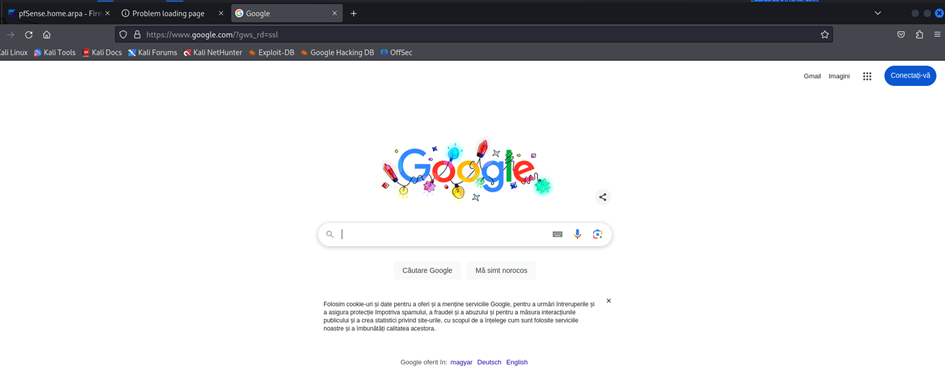 pfSense.home.arpa - Fire
Problem loading page
Google
https://www.google.com/?gws_rd=ssl
Kali Linux
Kali Tools
Kali Docs
Kali Forums
Kali NetHunter
Exploit-DB
Google Hacking DB
OffSec
Gmail
Imagini
Conectați-vă
Google
Căutare Google
Mă simt norocos
Folosim cookie-uri și date pentru a oferi și a menține serviciile Google, pentru a urmări întreruperile și
a asigura protecție împotriva spamului, a fraudei și a abuzului și pentru a măsura interacțiunile
publicului și a crea statistici privind site-urile, cu scopul de a înțelege cum sunt folosite serviciile
noastre și a îmbunătăți calitatea acestora.
Google oferit în: magyar Deutsch English